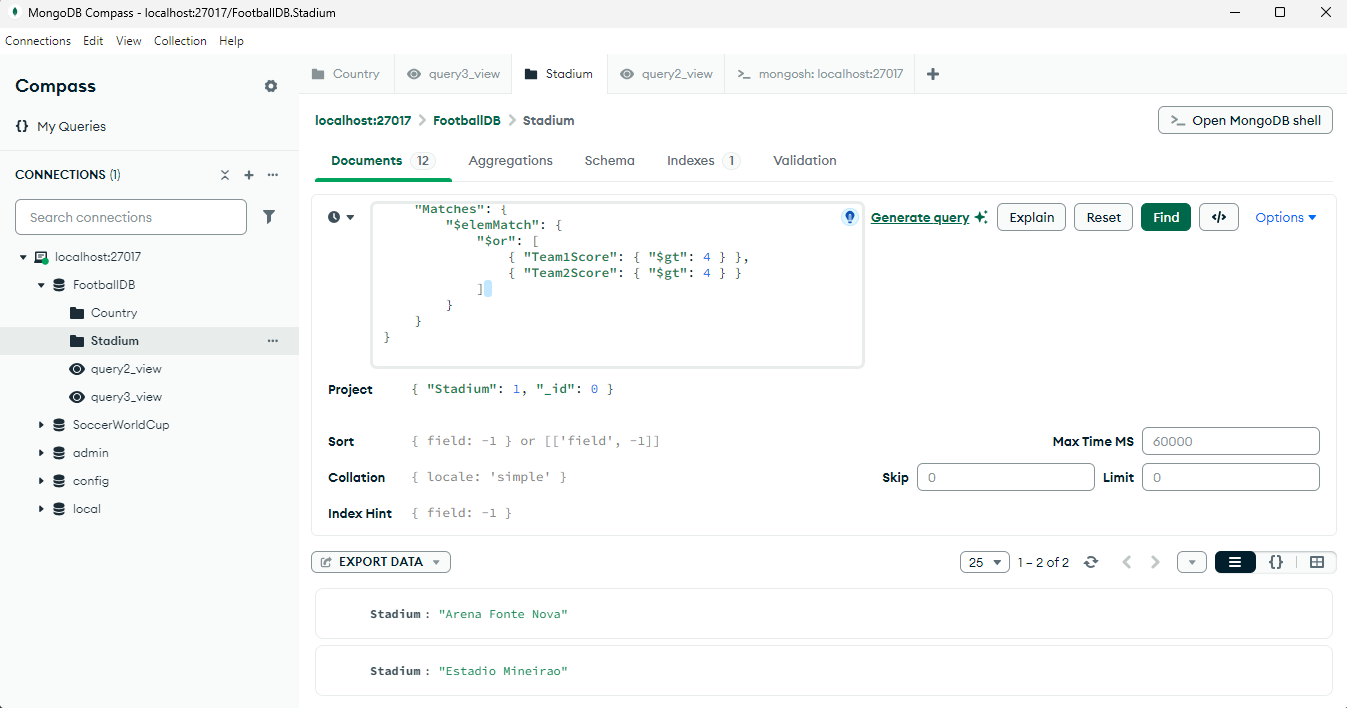 MongoDB Compass - localhost:27017/FootballDB.Stadium
Connections Edit View Collection Help
Compass
{} My Queries
CONNECTIONS (1)
Search connections
localhost:27017
FootballDB
Country
Stadium
query2_view
query3_view
SoccerWorldCup
admin
config
local
Country query3_view Stadium query2_view >_ mongosh: localhost:27017 +
localhost:27017 > FootballDB > Stadium
>_ Open MongoDB shell
Documents 12 Aggregations Schema Indexes 1 Validation
"Matches": {
"$elemMatch": {
"$or": [
{ "Team1Score": { "$gt": 4 } },
{ "Team2Score": { "$gt": 4 } }
]
}
}
}
Generate query Explain Reset Find </> Options
Project { "Stadium": 1, "_id": 0 }
Sort { field: -1 } or [['field', -1]]
Max Time MS 60000
Collation { locale: 'simple' }
Skip 0 Limit 0
Index Hint { field: -1 }
EXPORT DATA
25 1 – 2 of 2 {}
Stadium : "Arena Fonte Nova"
Stadium : "Estadio Mineirao"